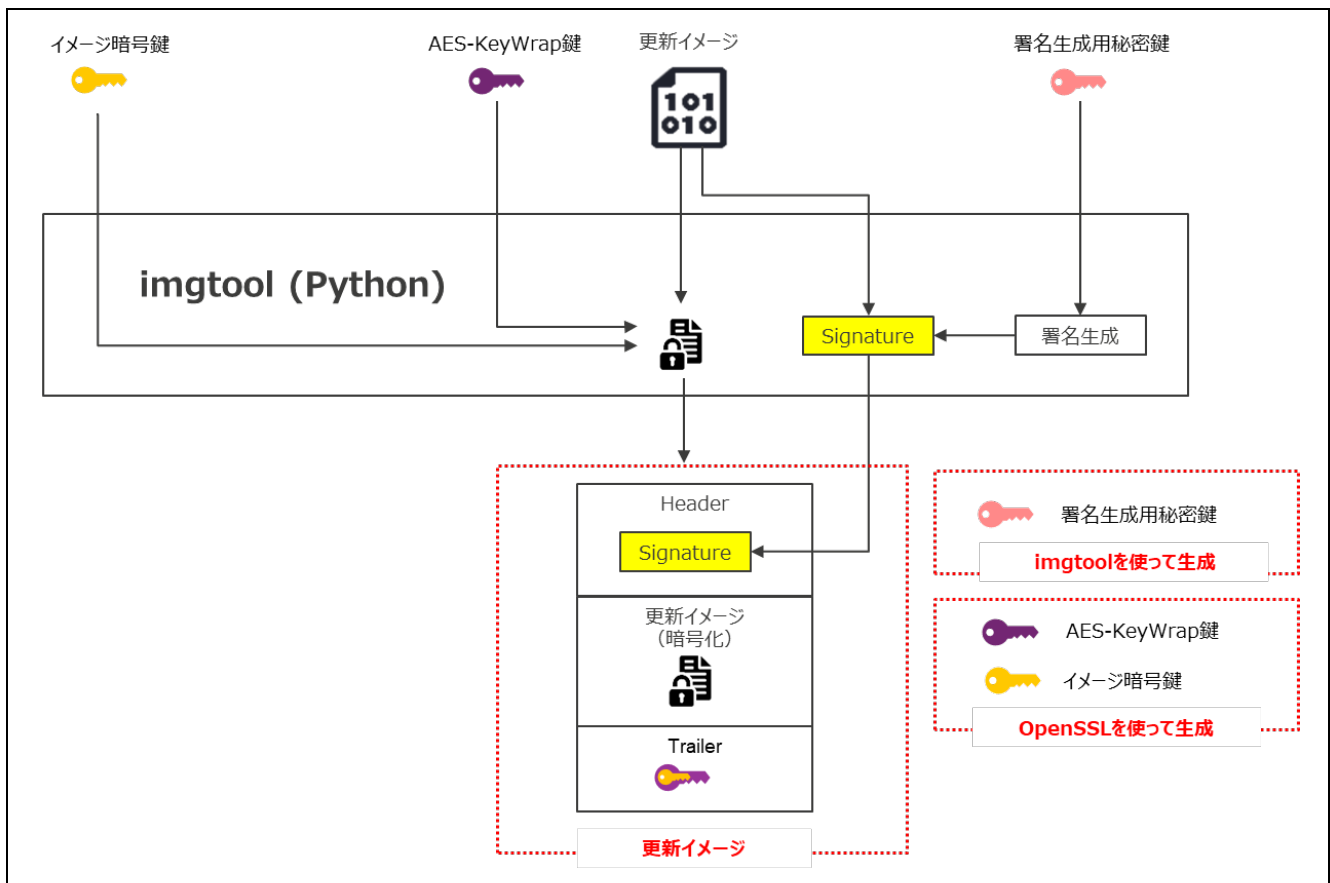 イメージ暗号鍵
AES-KeyWrap鍵
更新イメージ
署名生成用秘密鍵
101
010
imgtool (Python)
Signature
署名生成
Header
Signature
更新イメージ
（暗号化）
Trailer
更新イメージ
署名生成用秘密鍵
imgtoolを使って生成
AES-KeyWrap鍵
イメージ暗号鍵
OpenSSLを使って生成